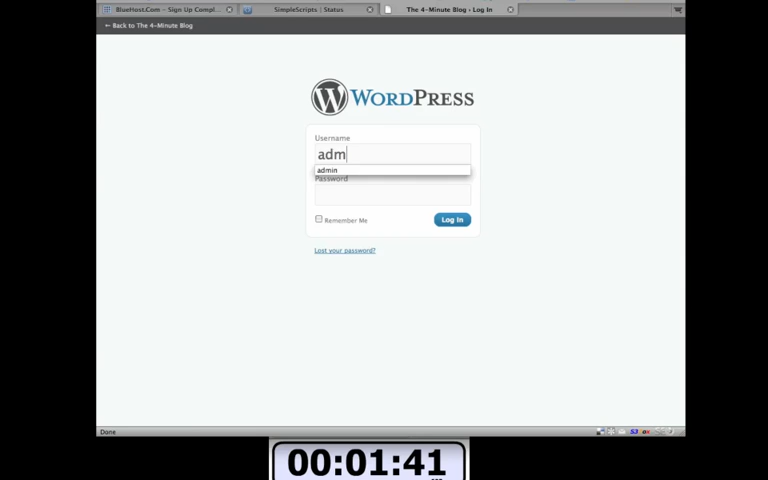 BlueHost.Com - Sign Up Compl... SimpleScripts | Status The 4-Minute Blog › Log In
← Back to The 4-Minute Blog
WORDPRESS
Username
adm
admin
Password
Remember Me
Log In
Lost your password?
Done
00:01:41